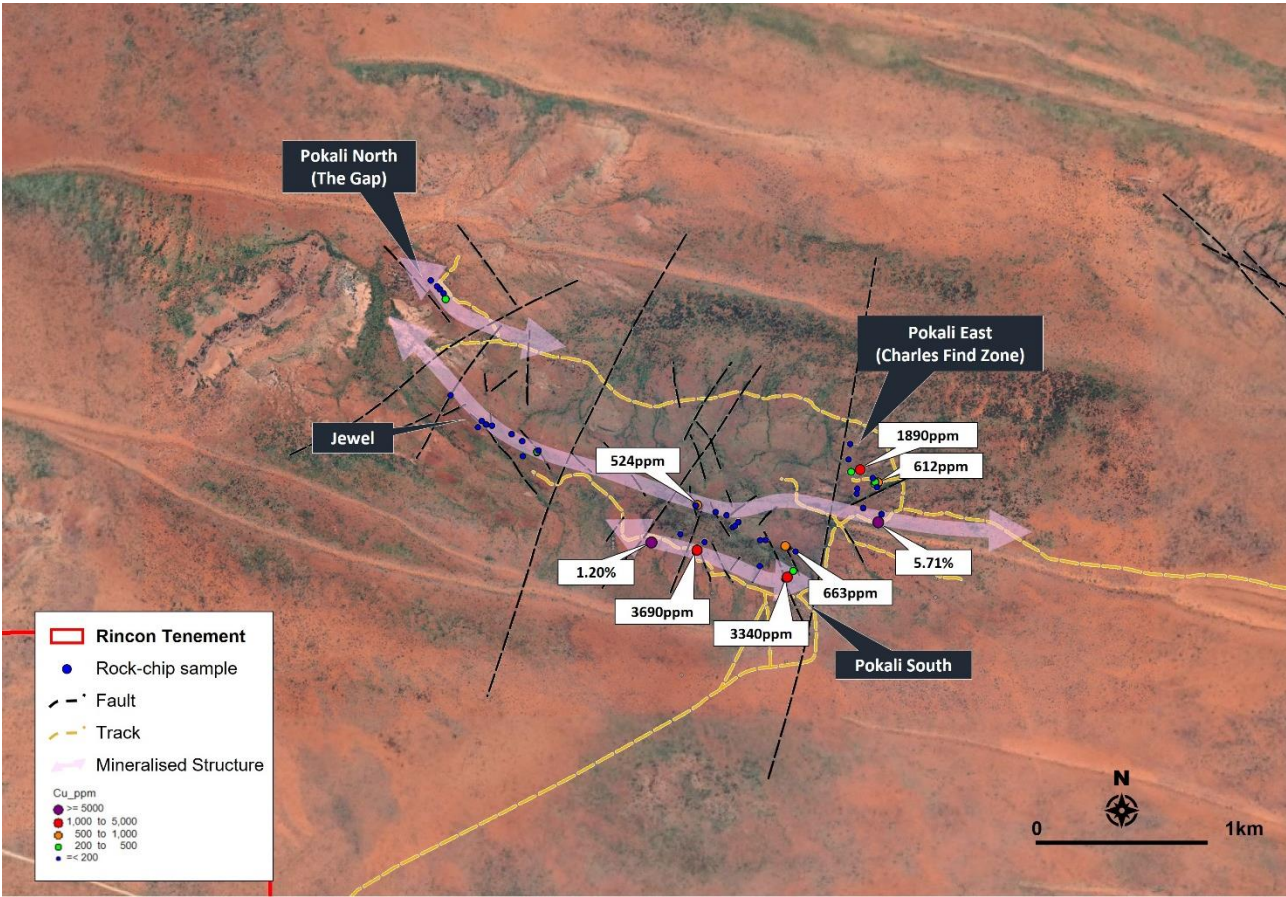 Pokali North
(The Gap)
Pokali East
(Charles Find Zone)
1890ppm
Jewel
524ppm
612ppm
1.20%
5.71%
3690ppm
663ppm
3340ppm
Pokali South
Rincon Tenement
Rock-chip sample
Fault
Track
Mineralised Structure
Cu_ppm
>= 5000
1,000 to 5,000
500 to 1,000
200 to 500
=< 200
N
0 1km